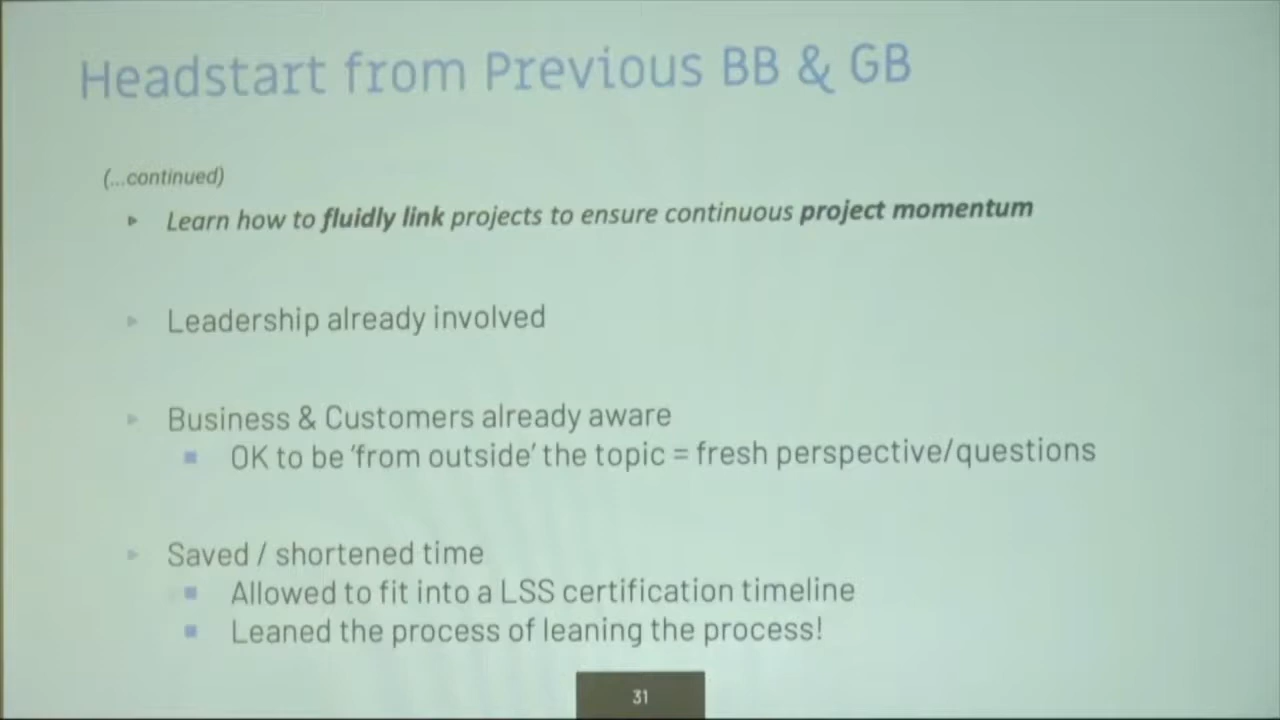 Headstart from Previous BB & GB
(...continued)
Learn how to fluidly link projects to ensure continuous project momentum
Leadership already involved
Business & Customers already aware
OK to be ‘from outside’ the topic = fresh perspective/questions
Saved / shortened time
Allowed to fit into a LSS certification timeline
Leaned the process of leaning the process!
31